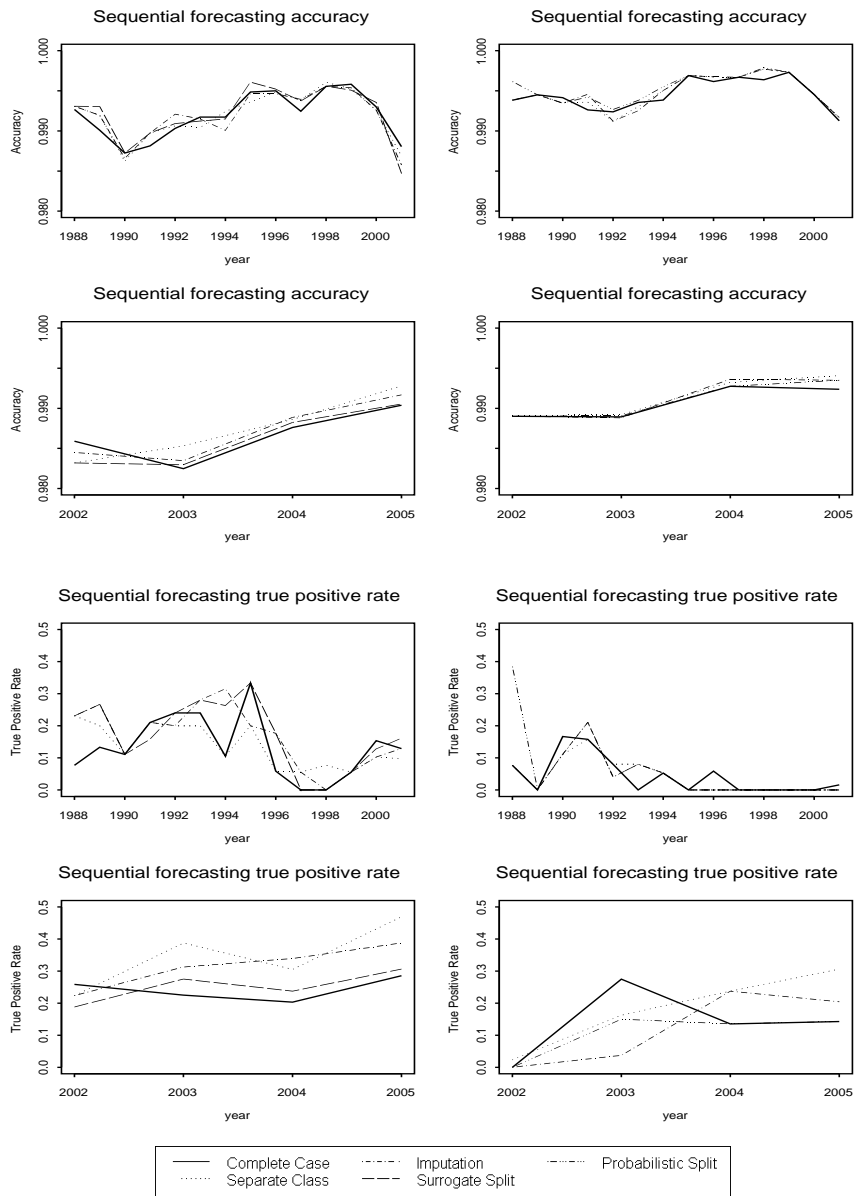 Sequential forecasting accuracy
1.000
0.990
0.980
Accuracy
1988 1990 1992 1994 1996 1998 2000
year
Sequential forecasting accuracy
1.000
0.990
0.980
Accuracy
1988 1990 1992 1994 1996 1998 2000
year
Sequential forecasting accuracy
1.000
0.990
0.980
Accuracy
2002 2003 2004 2005
year
Sequential forecasting accuracy
1.000
0.990
0.980
Accuracy
2002 2003 2004 2005
year
Sequential forecasting true positive rate
0.5
0.4
0.3
0.2
0.1
0.0
True Positive Rate
1988 1990 1992 1994 1996 1998 2000
year
Sequential forecasting true positive rate
0.5
0.4
0.3
0.2
0.1
0.0
True Positive Rate
1988 1990 1992 1994 1996 1998 2000
year
Sequential forecasting true positive rate
0.5
0.4
0.3
0.2
0.1
0.0
True Positive Rate
2002 2003 2004 2005
year
Sequential forecasting true positive rate
0.5
0.4
0.3
0.2
0.1
0.0
True Positive Rate
2002 2003 2004 2005
year
Complete Case Imputation Probabilistic Split
Separate Class Surrogate Split